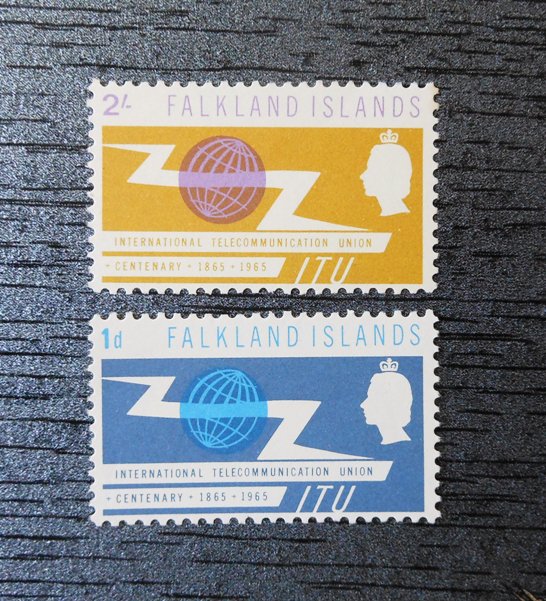 2/- FALKLAND ISLANDS
INTERNATIONAL TELECOMMUNICATION UNION
+ CENTENARY + 1865 + 1965 ITU
1d FALKLAND ISLANDS
INTERNATIONAL TELECOMMUNICATION UNION
+ CENTENARY + 1865 + 1965 ITU